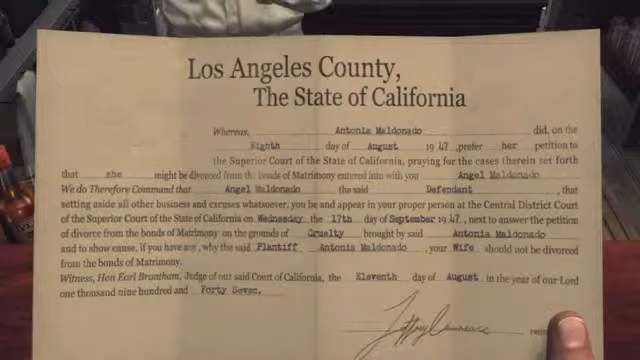 Los Angeles County,
The State of California
Whereas, Antonia Maldonado did, on the
Eighth day of August 19 47, prefer her petition to
the Superior Court of the State of California, praying for the cases therein set forth
that she might be divorced from the bonds of Matrimony entered into with you Angel Maldonado
We do Therefore Command that Angel Maldonado the said Defendant, that
setting aside all other business and excuses whatsoever, you be and appear in your proper person at the Central District Court
of the Superior Court of the State of California on Wednesday the 17th day of September 19 47, next to answer the petition
of divorce from the bonds of Matrimony on the grounds of Cruelty brought by said Antonia Maldonado
and to show cause, if you have any, why the said Plantiff Antonia Maldonado, your Wife should not be divorced
from the bonds of Matrimony.
Witness, Hon Earl Brantham, Judge of our said Court of California, the Eleventh day of August, in the year of our Lord
one thousand nine hundred and Forty Seven.